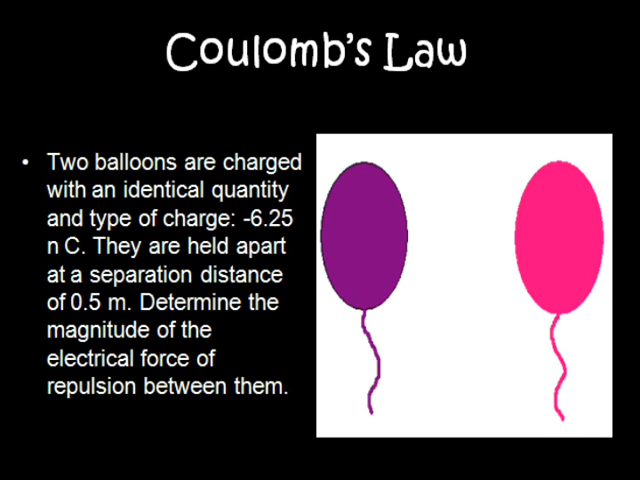 Coulomb's Law
• Two balloons are charged
with an identical quantity
and type of charge: -6.25
n C. They are held apart
at a separation distance
of 0.5 m. Determine the
magnitude of the
electrical force of
repulsion between them.